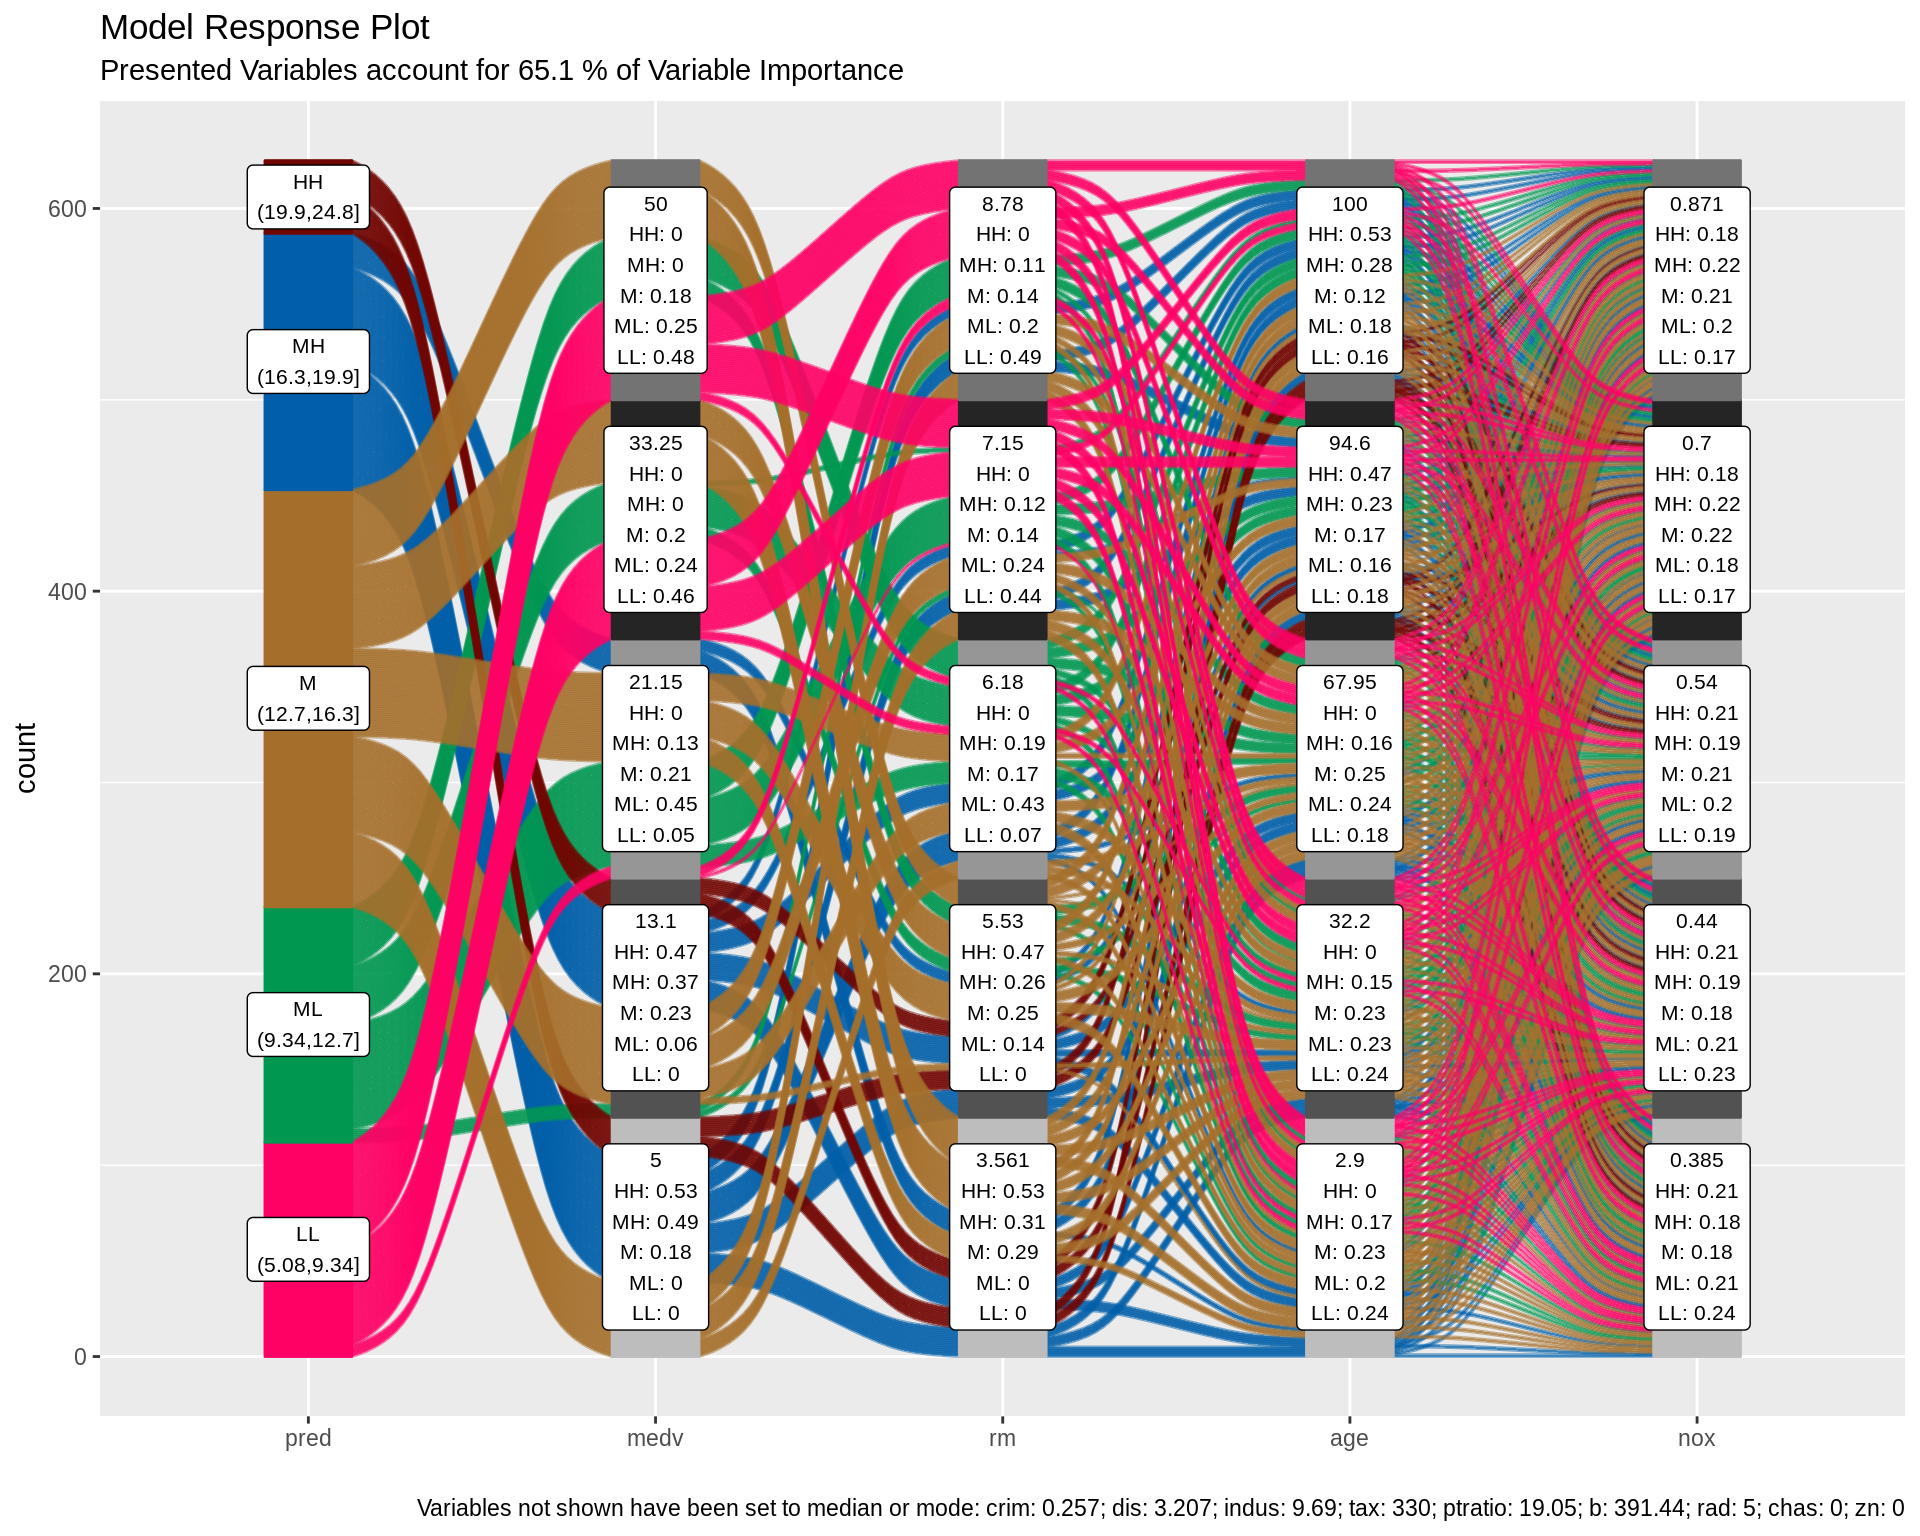 Model Response Plot
Presented Variables account for 65.1 % of Variable Importance
count
600
400
200
0
HH
(19.9,24.8]
MH
(16.3,19.9]
M
(12.7,16.3]
ML
(9.34,12.7]
LL
(5.08,9.34]
50
HH: 0
MH: 0
M: 0.18
ML: 0.25
LL: 0.48
33.25
HH: 0
MH: 0
M: 0.2
ML: 0.24
LL: 0.46
21.15
HH: 0
MH: 0.13
M: 0.21
ML: 0.45
LL: 0.05
13.1
HH: 0.47
MH: 0.37
M: 0.23
ML: 0.06
LL: 0
5
HH: 0.53
MH: 0.49
M: 0.18
ML: 0
LL: 0
8.78
HH: 0
MH: 0.11
M: 0.14
ML: 0.2
LL: 0.49
7.15
HH: 0
MH: 0.12
M: 0.14
ML: 0.24
LL: 0.44
6.18
HH: 0
MH: 0.19
M: 0.17
ML: 0.43
LL: 0.07
5.53
HH: 0.47
MH: 0.26
M: 0.25
ML: 0.14
LL: 0
3.561
HH: 0.53
MH: 0.31
M: 0.29
ML: 0
LL: 0
100
HH: 0.53
MH: 0.28
M: 0.12
ML: 0.18
LL: 0.16
94.6
HH: 0.47
MH: 0.23
M: 0.17
ML: 0.16
LL: 0.18
67.95
HH: 0
MH: 0.16
M: 0.25
ML: 0.24
LL: 0.18
32.2
HH: 0
MH: 0.15
M: 0.23
ML: 0.23
LL: 0.24
2.9
HH: 0
MH: 0.17
M: 0.23
ML: 0.2
LL: 0.24
0.871
HH: 0.18
MH: 0.22
M: 0.21
ML: 0.2
LL: 0.17
0.7
HH: 0.18
MH: 0.22
M: 0.22
ML: 0.18
LL: 0.17
0.54
HH: 0.21
MH: 0.19
M: 0.21
ML: 0.2
LL: 0.19
0.44
HH: 0.21
MH: 0.19
M: 0.18
ML: 0.21
LL: 0.23
0.385
HH: 0.21
MH: 0.18
M: 0.18
ML: 0.21
LL: 0.24
pred medv rm age nox
Variables not shown have been set to median or mode: crim: 0.257; dis: 3.207; indus: 9.69; tax: 330; ptratio: 19.05; b: 391.44; rad: 5; chas: 0; zn: 0